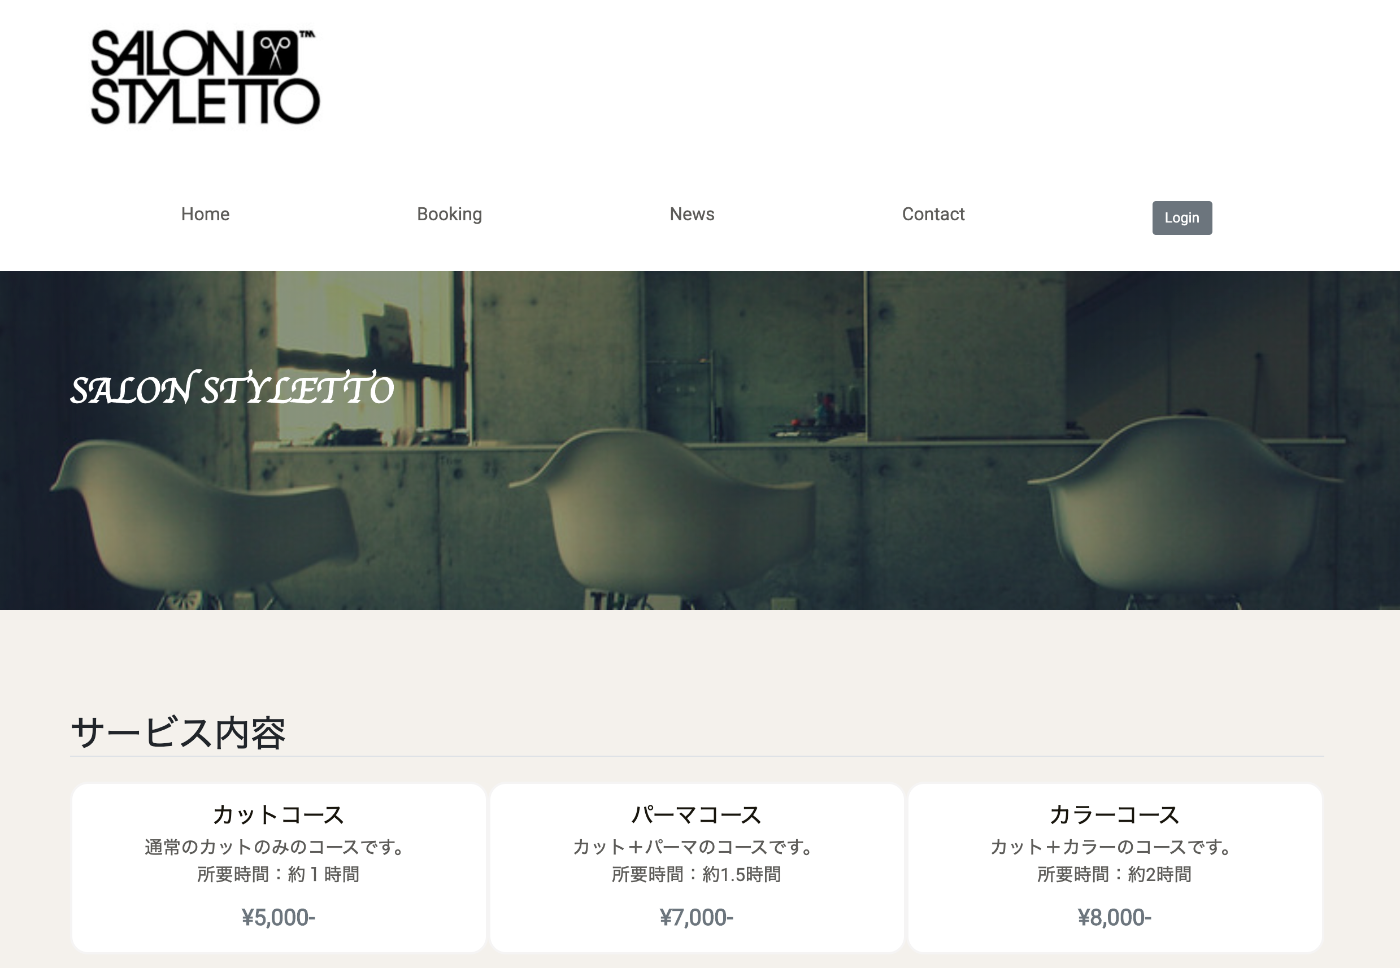 SALON™
STYLETTO
Home
Booking
News
Contact
Login
SALON STYLETTO
サービス内容
カットコース
通常のカットのみのコースです。
所要時間：約１時間
¥5,000-
パーマコース
カット＋パーマのコースです。
所要時間：約1.5時間
¥7,000-
カラーコース
カット＋カラーのコースです。
所要時間：約2時間
¥8,000-